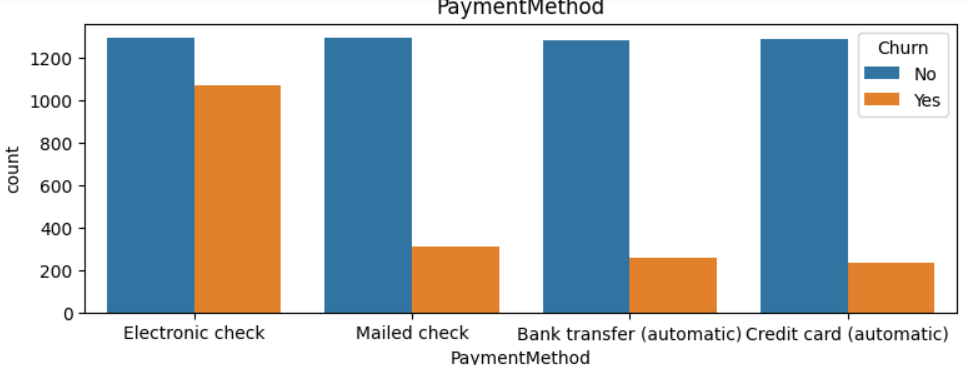 PaymentMethod
Churn
No
Yes
1200
1000
800
600
400
200
0
count
Electronic check
Mailed check
Bank transfer (automatic)
Credit card (automatic)
PaymentMethod